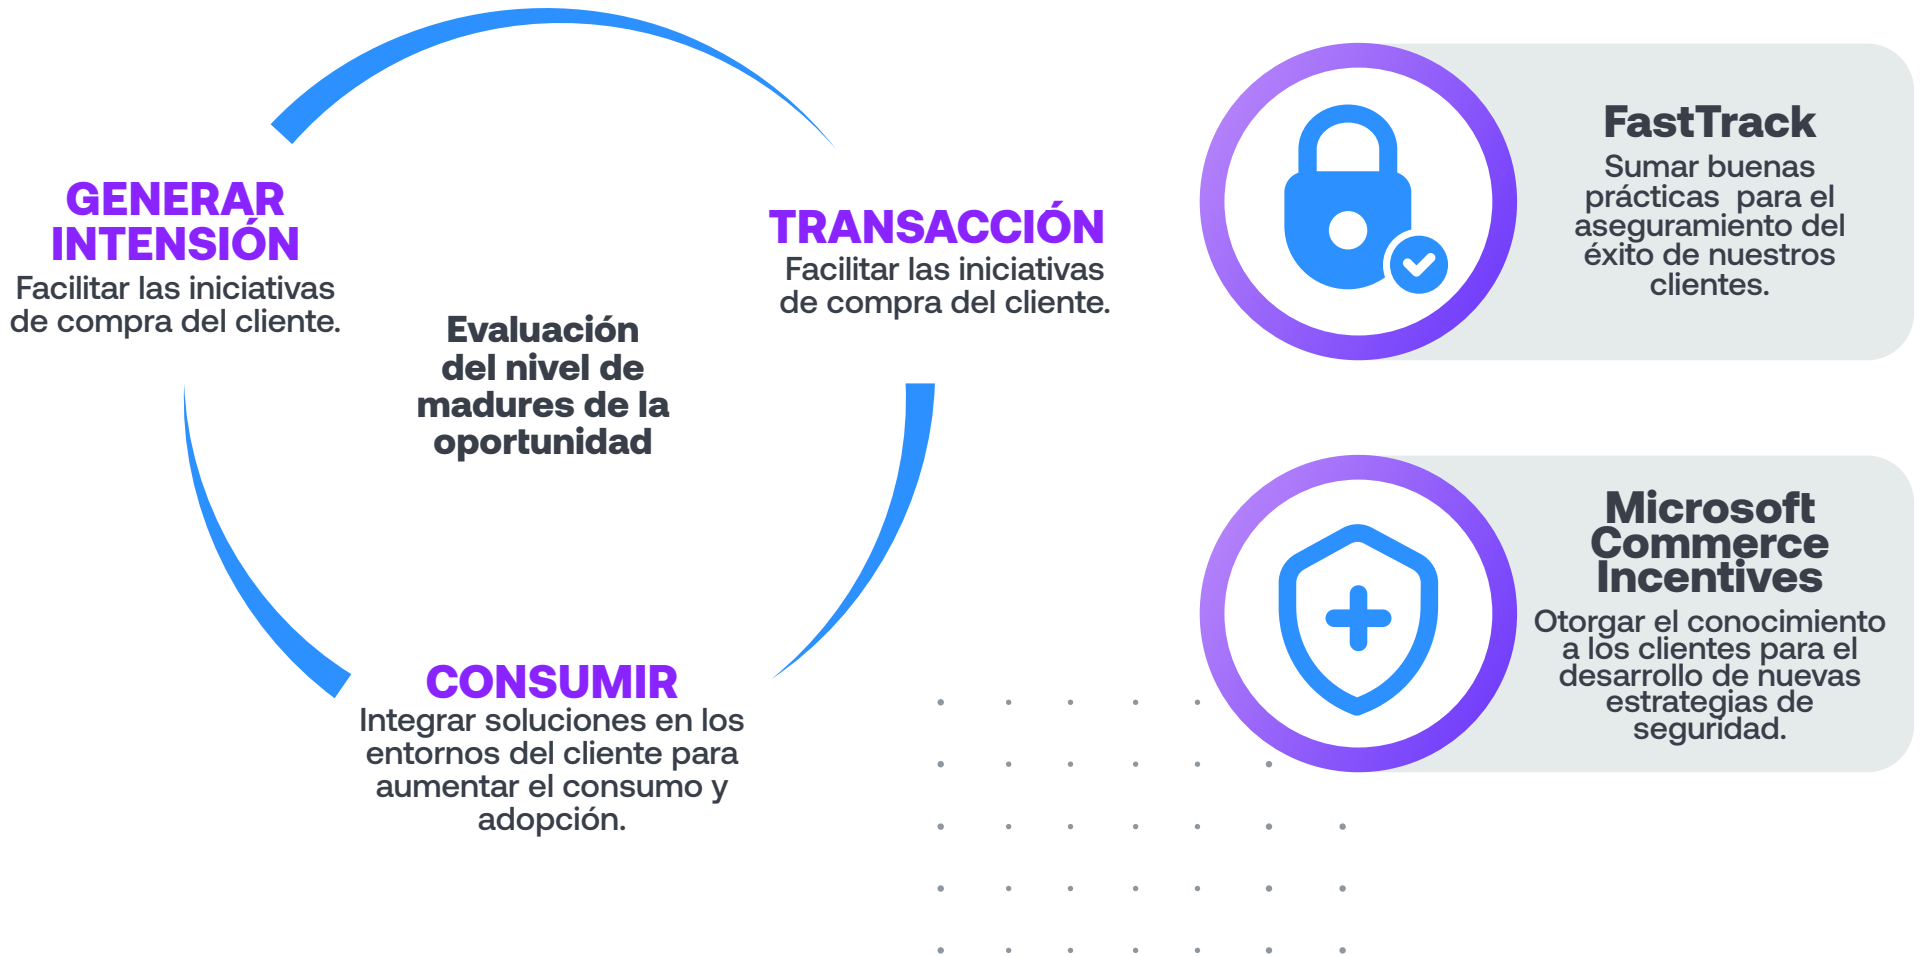 GENERAR
INTENSIÓN
Facilitar las iniciativas
de compra del cliente.
Evaluación
del nivel de
madures de la
oportunidad
TRANSACCIÓN
Facilitar las iniciativas
de compra del cliente.
CONSUMIR
Integrar soluciones en los
entornos del cliente para
aumentar el consumo y
adopción.
FastTrack
Sumar buenas
prácticas  para el
aseguramiento del
éxito de nuestros
clientes.
Microsoft
Commerce
Incentives
Otorgar el conocimiento
a los clientes para el
desarrollo de nuevas
estrategias de
seguridad.